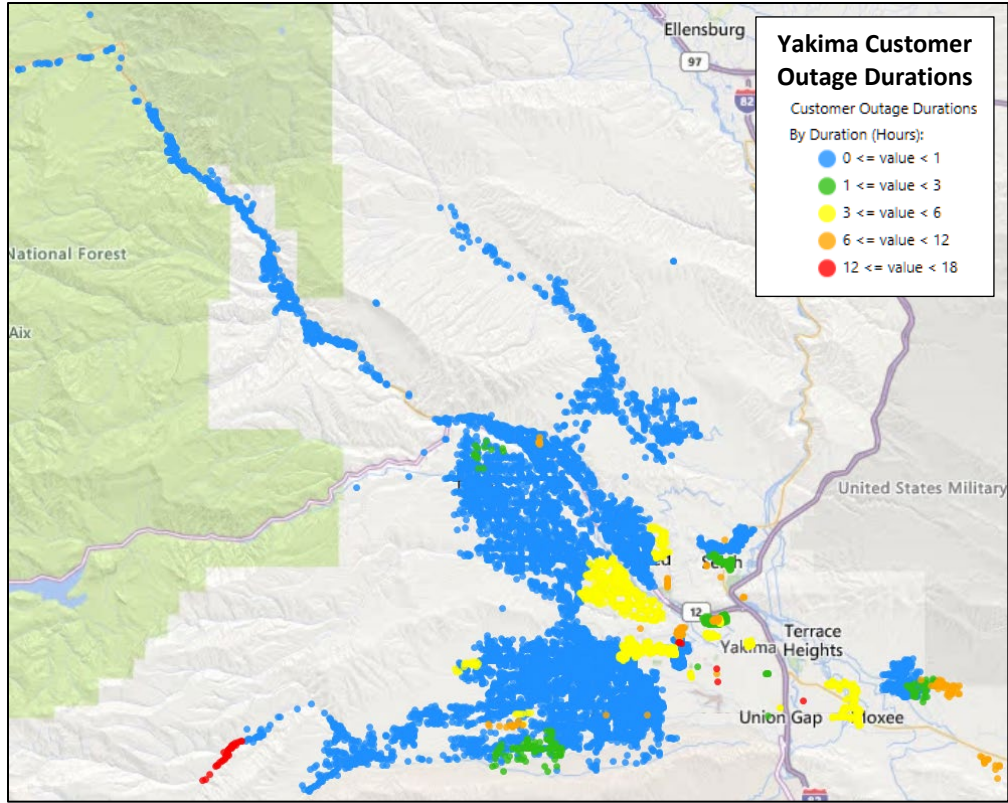 Ellensburg
97
82
Yakima Customer
Outage Durations
Customer Outage Durations
By Duration (Hours):
0 <= value < 1
1 <= value < 3
3 <= value < 6
6 <= value < 12
12 <= value < 18
National Forest
Aix
United States Military
12
Terrace
Yakima Heights
Union Gap
82